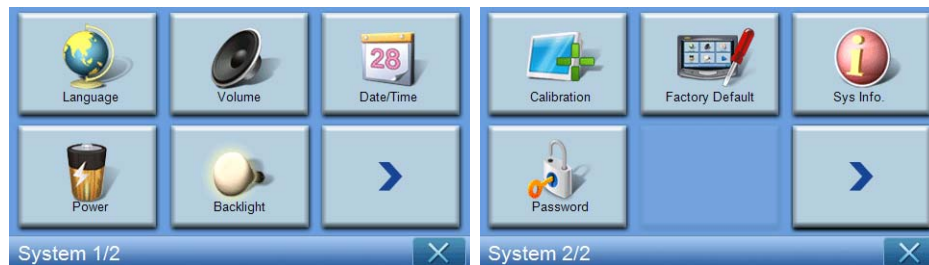 Language
Volume
28
Date/Time
Power
Backlight
System 1/2
Calibration
Factory Default
Sys Info.
Password
System 2/2